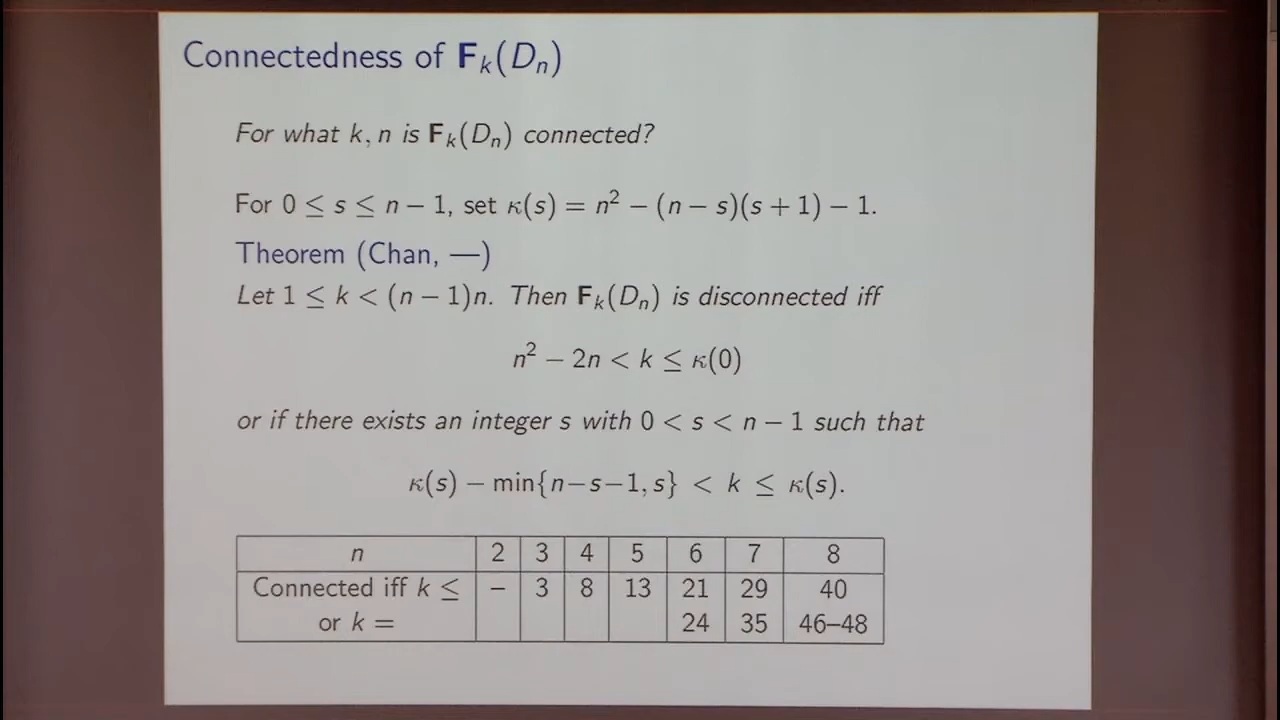 Connectedness of F_k(D_n)
For what k, n is F_k(D_n) connected?
For 0 ≤ s ≤ n − 1, set κ(s) = n² − (n − s)(s + 1) − 1.
Theorem (Chan, —)
Let 1 ≤ k < (n − 1)n. Then F_k(D_n) is disconnected iff
n² − 2n < k ≤ κ(0)
or if there exists an integer s with 0 < s < n − 1 such that
κ(s) − min{n−s−1, s} < k ≤ κ(s).
n 2 3 4 5 6 7 8
Connected iff k ≤ – 3 8 13 21 29 40
or k = 24 35 46–48